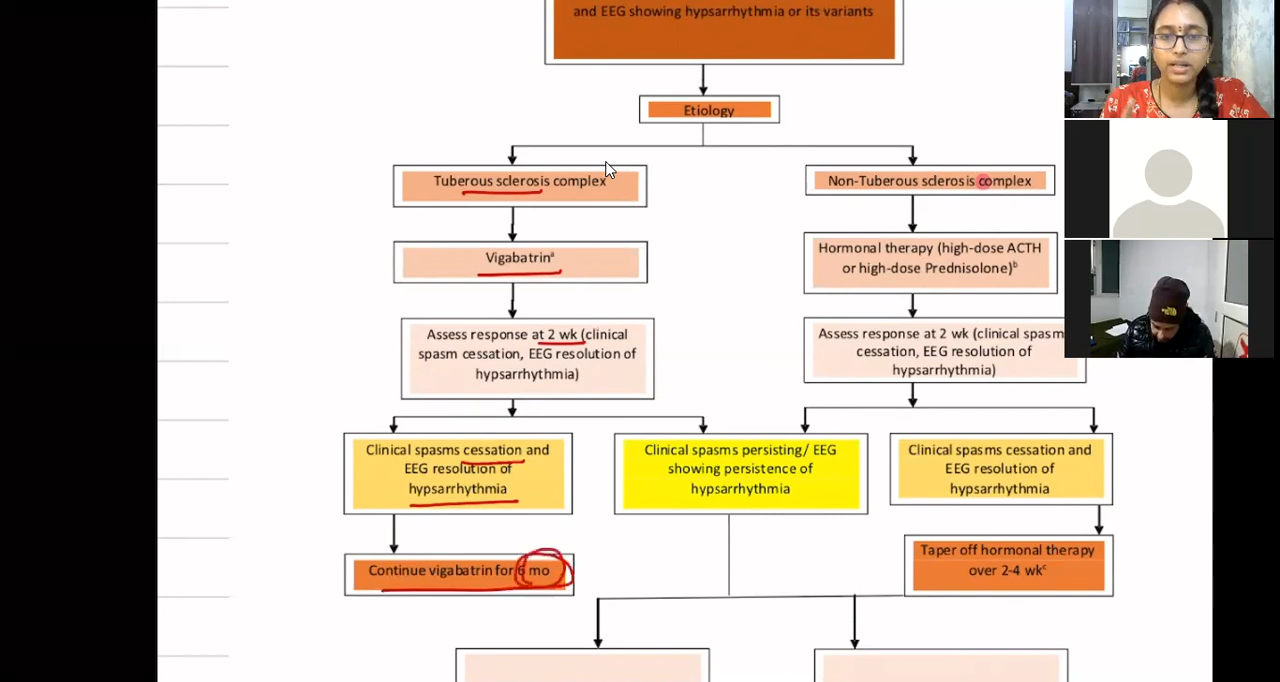 and EEG showing hypsarrhythmia or its variants
Etiology
Tuberous sclerosis complex
Non-Tuberous sclerosis complex
Vigabatrinᵃ
Hormonal therapy (high-dose ACTH
or high-dose Prednisolone)ᵇ
Assess response at 2 wk (clinical
spasm cessation, EEG resolution of
hypsarrhythmia)
Assess response at 2 wk (clinical spasm
cessation, EEG resolution of
hypsarrhythmia)
Clinical spasms cessation and
EEG resolution of
hypsarrhythmia
Clinical spasms persisting/ EEG
showing persistence of
hypsarrhythmia
Clinical spasms cessation and
EEG resolution of
hypsarrhythmia
Continue vigabatrin for 6 mo
Taper off hormonal therapy
over 2-4 wkᶜ